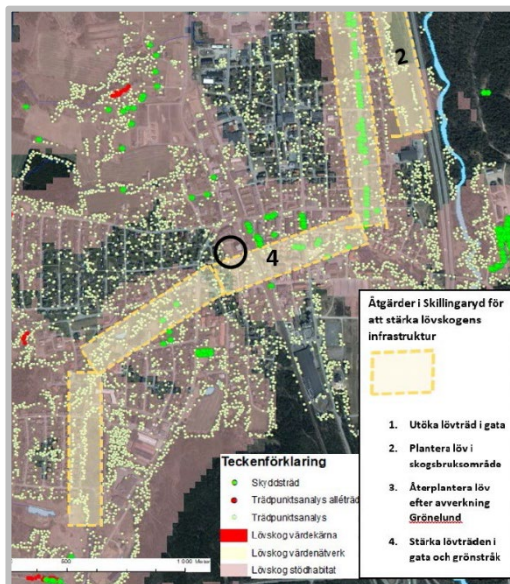 2
4
Åtgärder i Skillingaryd för
att stärka lövskogens
infrastruktur
1. Utöka lövträd i gata
2. Plantera löv i
skogsbruksområde
3. Återplantera löv
efter avverkning
Grönelund
4. Stärka lövträden i
gata och grönstråk
Teckenförklaring
Skyddsträd
Trädpunktsanalys alléträd
Trädpunktsanalys
Lövskog värdekärna
Lövskog värdenätverk
Lövskog stödhabitat
500
1 000